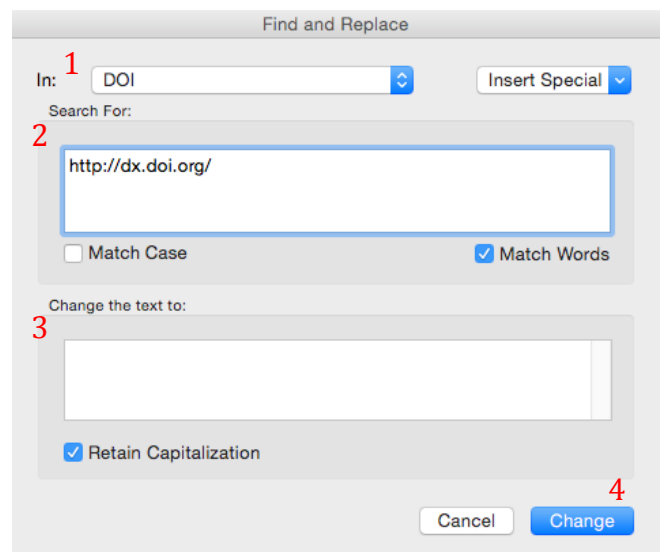 Find and Replace
1
In: DOI Insert Special
Search For:
2
http://dx.doi.org/
Match Case Match Words
Change the text to:
3
Retain Capitalization
4
Cancel Change